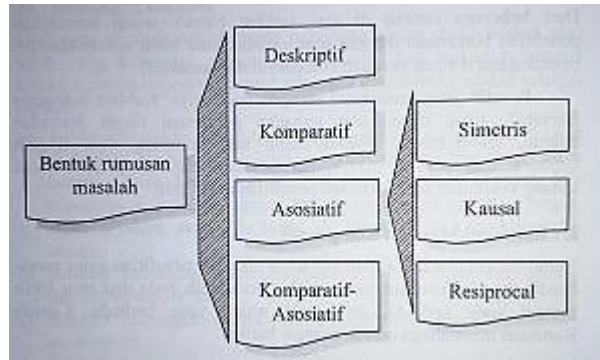 Deskriptif
Komparatif
Simetris
Bentuk rumusan
masalah
Asosiatif
Kausal
Komparatif-
Asosiatif
Resiprocal